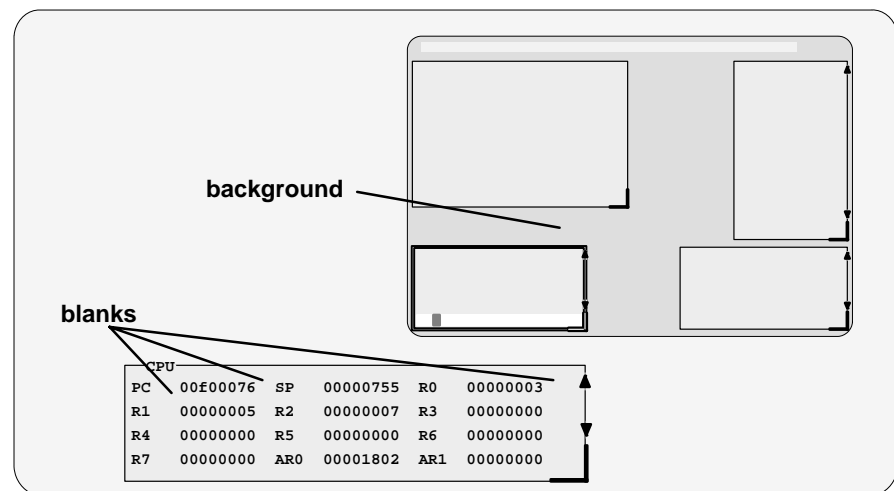 background
blanks
CPU
PC 00f00076 SP 00000755 R0 00000003
R1 00000005 R2 00000007 R3 00000000
R4 00000000 R5 00000000 R6 00000000
R7 00000000 AR0 00001802 AR1 00000000